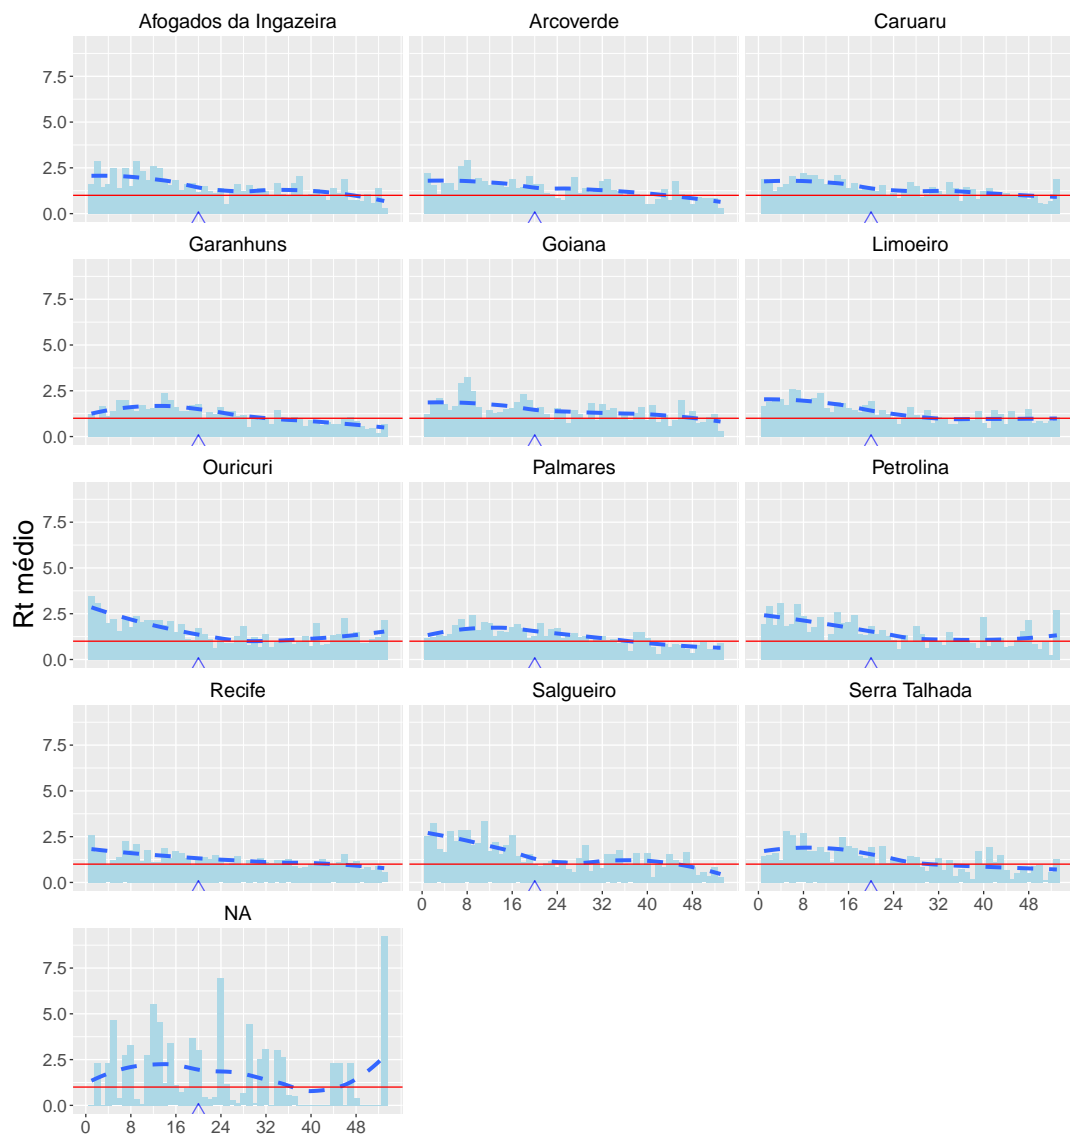 Afogados da Ingazeira Arcoverde Caruaru
7.5
5.0
2.5
0.0
Garanhuns Goiana Limoeiro
7.5
5.0
2.5
0.0
Ouricuri Palmares Petrolina
7.5
5.0
2.5
0.0
Rt médio
Recife Salgueiro Serra Talhada
7.5
5.0
2.5
0.0
0 8 16 24 32 40 48 0 8 16 24 32 40 48
NA
7.5
5.0
2.5
0.0
0 8 16 24 32 40 48